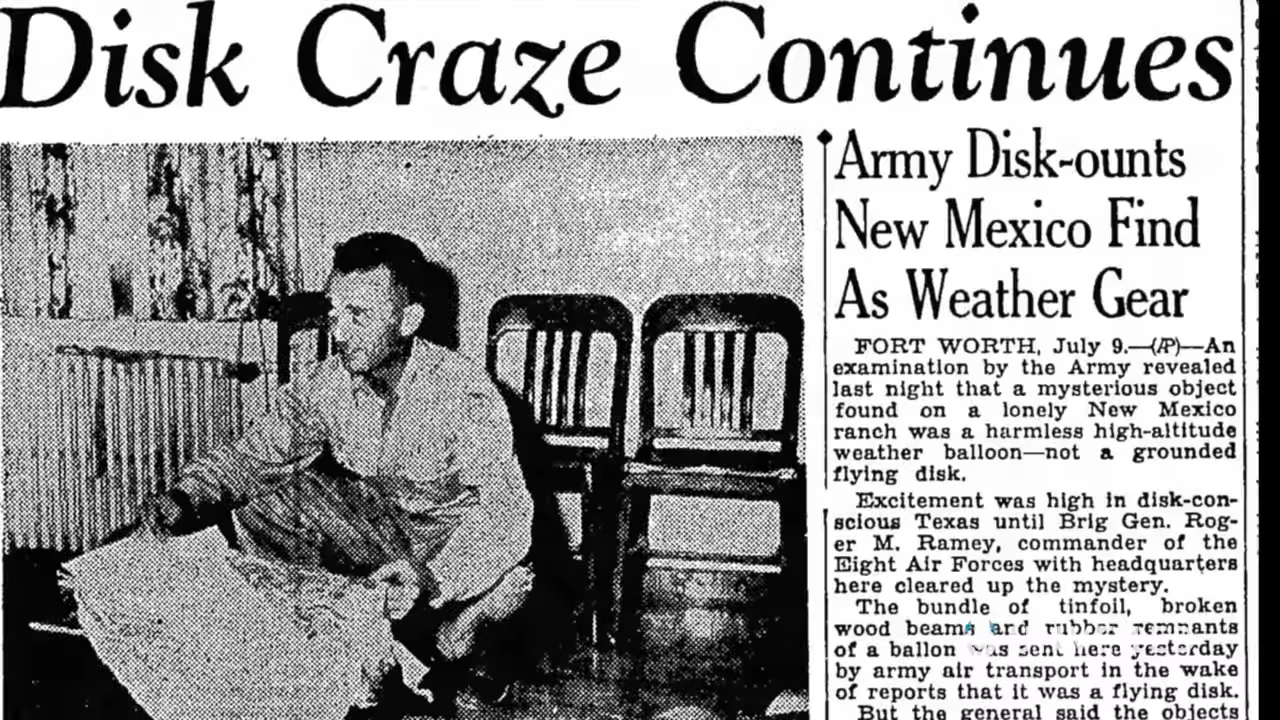 Disk Craze Continues
Army Disk-ounts
New Mexico Find
As Weather Gear
FORT WORTH, July 9.—(AP)—An
examination by the Army revealed
last night that a mysterious object
found on a lonely New Mexico
ranch was a harmless high-altitude
weather balloon—not a grounded
flying disk.
Excitement was high in disk-con-
scious Texas until Brig Gen. Rog-
er M. Ramey, commander of the
Eight Air Forces with headquarters
here cleared up the mystery.
The bundle of tinfoil, broken
wood beams and rubber remnants
of a ballon was sent here yesterday
by army air transport in the wake
of reports that it was a flying disk.
But the general said the objects